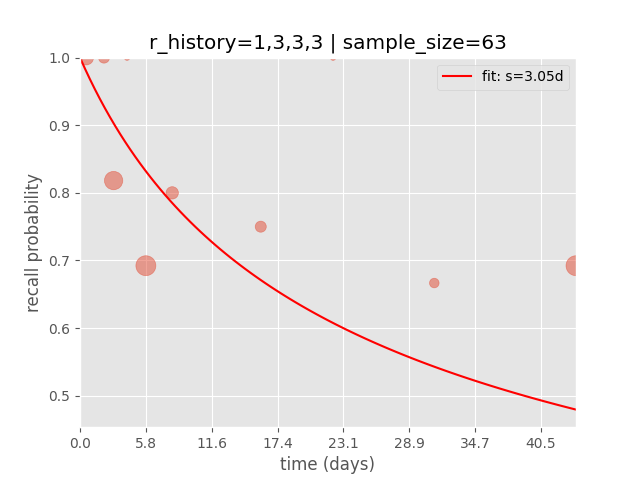 r_history=1,3,3,3 | sample_size=63
fit: s=3.05d
recall probability
1.0
0.9
0.8
0.7
0.6
0.5
0.0 5.8 11.6 17.4 23.1 28.9 34.7 40.5
time (days)